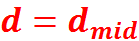 d = d_mid